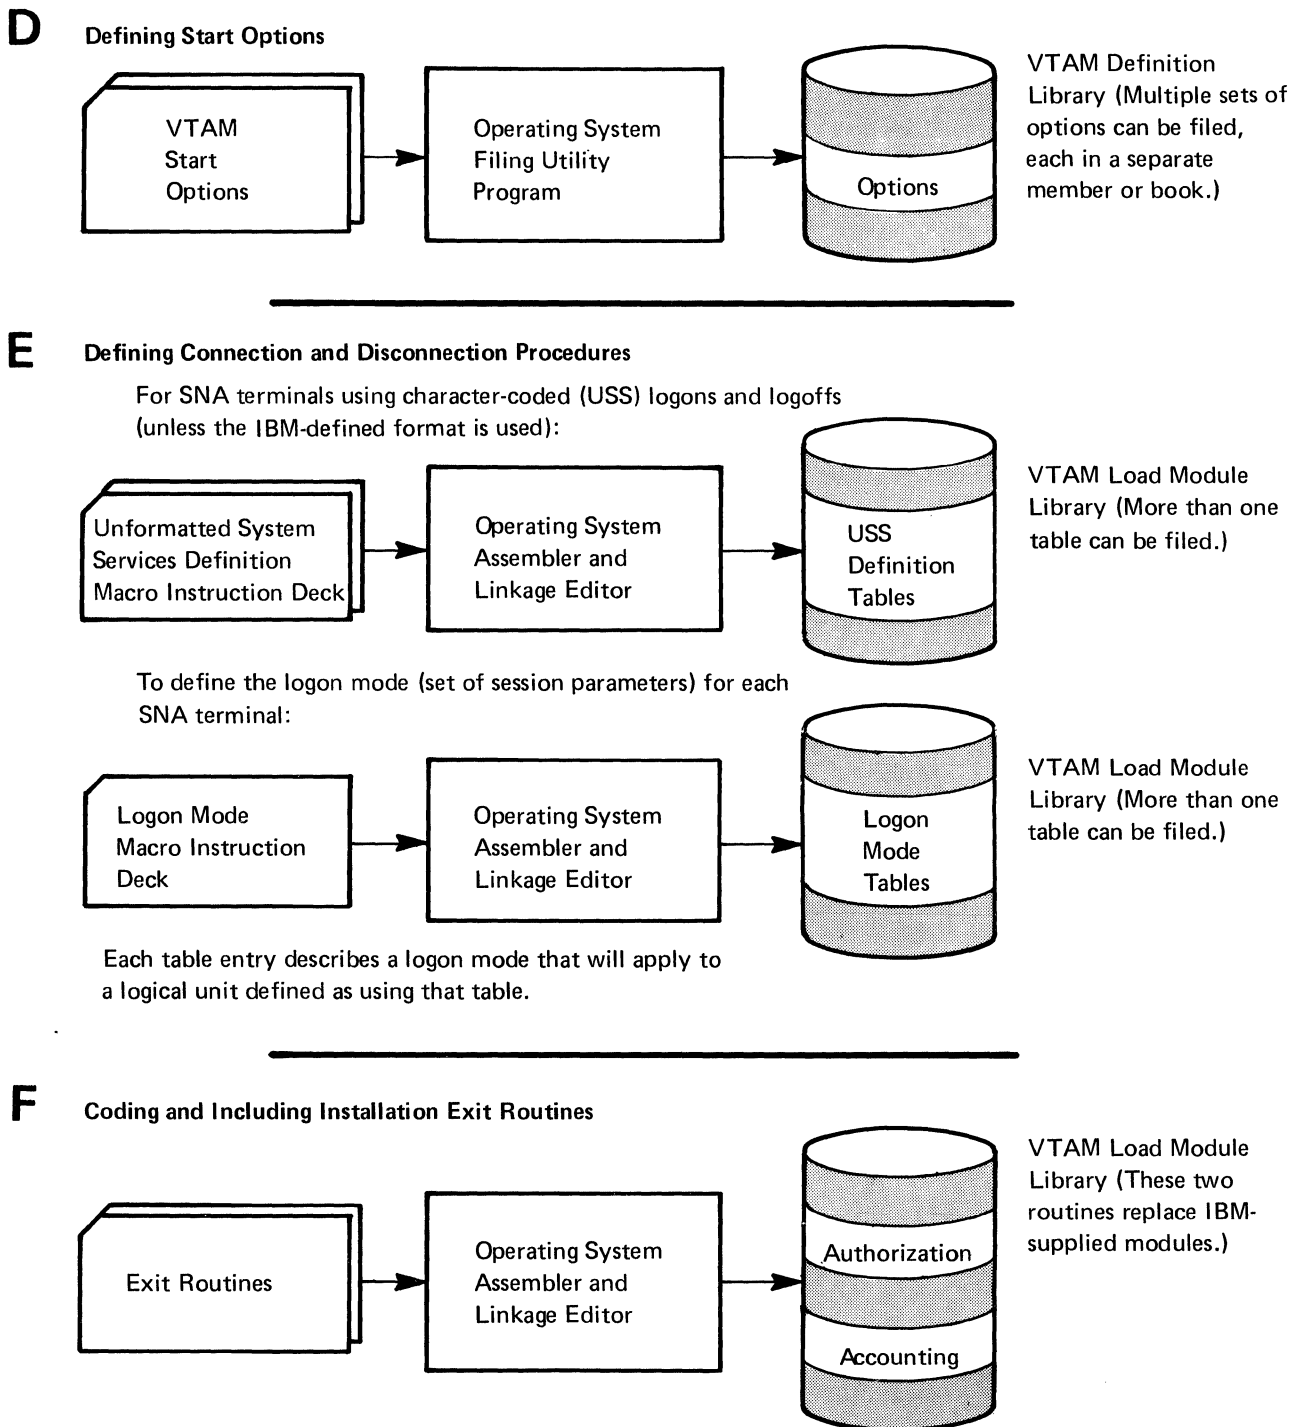 D
Defining Start Options
VTAM
Start
Options
Operating System
Filing Utility
Program
Options
VTAM Definition
Library (Multiple sets of
options can be filed,
each in a separate
member or book.)
E
Defining Connection and Disconnection Procedures
For SNA terminals using character-coded (USS) logons and logoffs
(unless the IBM-defined format is used):
Unformatted System
Services Definition
Macro Instruction Deck
Operating System
Assembler and
Linkage Editor
USS
Definition
Tables
VTAM Load Module
Library (More than one
table can be filed.)
To define the logon mode (set of session parameters) for each
SNA terminal:
Logon Mode
Macro Instruction
Deck
Operating System
Assembler and
Linkage Editor
Logon
Mode
Tables
VTAM Load Module
Library (More than one
table can be filed.)
Each table entry describes a logon mode that will apply to
a logical unit defined as using that table.
F
Coding and Including Installation Exit Routines
Exit Routines
Operating System
Assembler and
Linkage Editor
Authorization
Accounting
VTAM Load Module
Library (These two
routines replace IBM-
supplied modules.)